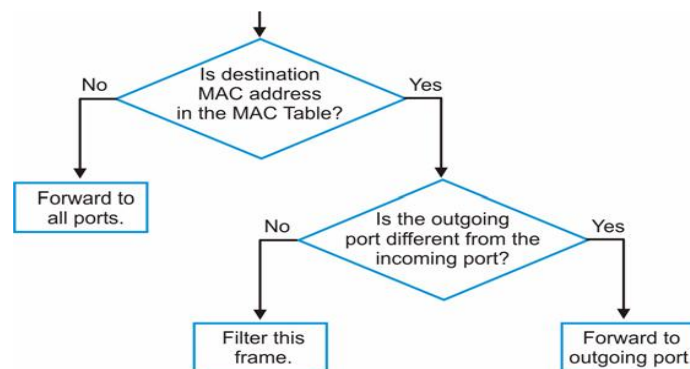 Is destination
MAC address
in the MAC Table?
No
Yes
Forward to
all ports.
Is the outgoing
port different from the
incoming port?
No
Yes
Filter this
frame.
Forward to
outgoing port